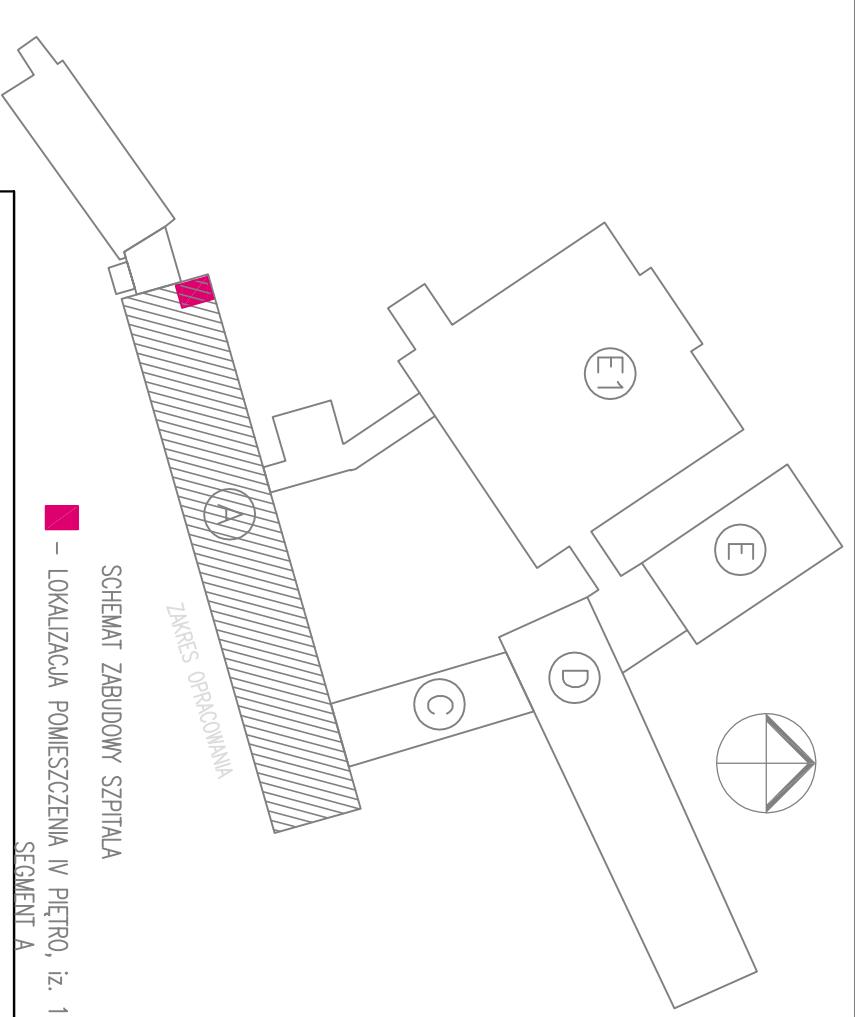 E1
E
D
C
A
ZAKRES OPRACOWANIA
SCHEMAT ZABUDOWY SZPITALA
– LOKALIZACJA POMIESZCZENIA IV PIĘTRO, iz. 1
SEGMENT A